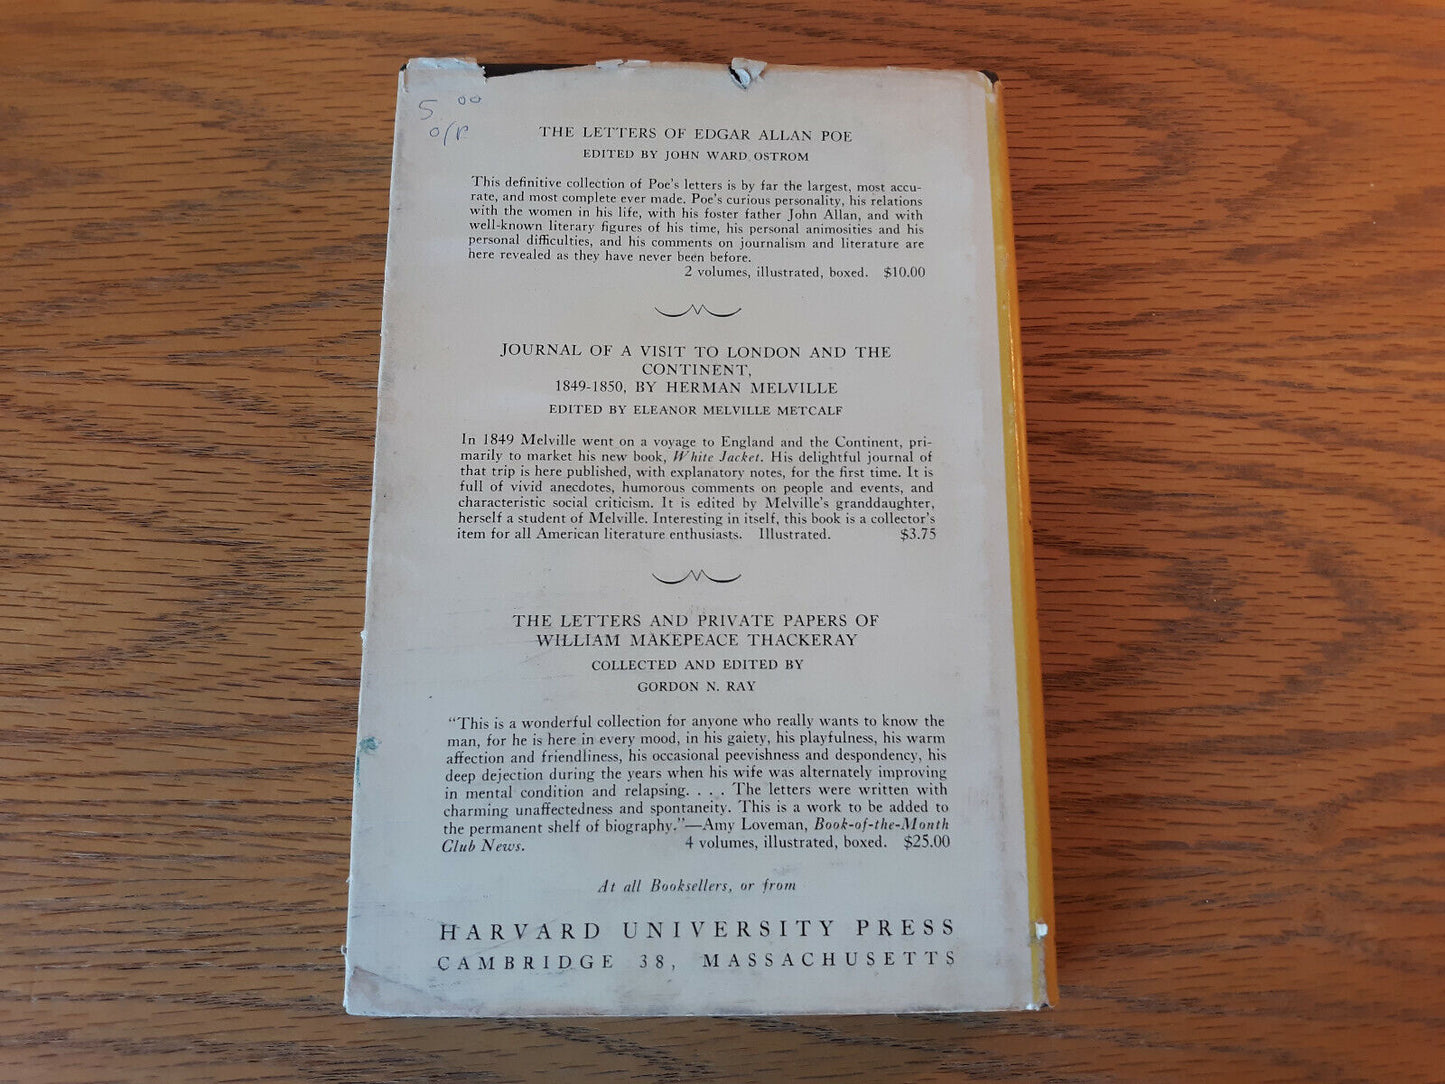 5.00
o/p
THE LETTERS OF EDGAR ALLAN POE
EDITED BY JOHN WARD OSTROM
This definitive collection of Poe's letters is by far the largest, most accu-
rate, and most complete ever made. Poe's curious personality, his relations
with the women in his life, with his foster father John Allan, and with
well-known literary figures of his time, his personal animosities and his
personal difficulties, and his comments on journalism and literature are
here revealed as they have never been before.
2 volumes, illustrated, boxed. $10.00
JOURNAL OF A VISIT TO LONDON AND THE
CONTINENT,
1849-1850, BY HERMAN MELVILLE
EDITED BY ELEANOR MELVILLE METCALF
In 1849 Melville went on a voyage to England and the Continent, pri-
marily to market his new book, White Jacket. His delightful journal of
that trip is here published, with explanatory notes, for the first time. It is
full of vivid anecdotes, humorous comments on people and events, and
characteristic social criticism. It is edited by Melville's granddaughter,
herself a student of Melville. Interesting in itself, this book is a collector's
item for all American literature enthusiasts. Illustrated. $3.75
THE LETTERS AND PRIVATE PAPERS OF
WILLIAM MAKEPEACE THACKERAY
COLLECTED AND EDITED BY
GORDON N. RAY
"This is a wonderful collection for anyone who really wants to know the
man, for he is here in every mood, in his gaiety, his playfulness, his warm
affection and friendliness, his occasional peevishness and despondency, his
deep dejection during the years when his wife was alternately improving
in mental condition and relapsing. . . . The letters were written with
charming unaffectedness and spontaneity. This is a work to be added to
the permanent shelf of biography."—Amy Loveman, Book-of-the-Month
Club News. 4 volumes, illustrated, boxed. $25.00
At all Booksellers, or from
HARVARD UNIVERSITY PRESS
CAMBRIDGE 38, MASSACHUSETTS